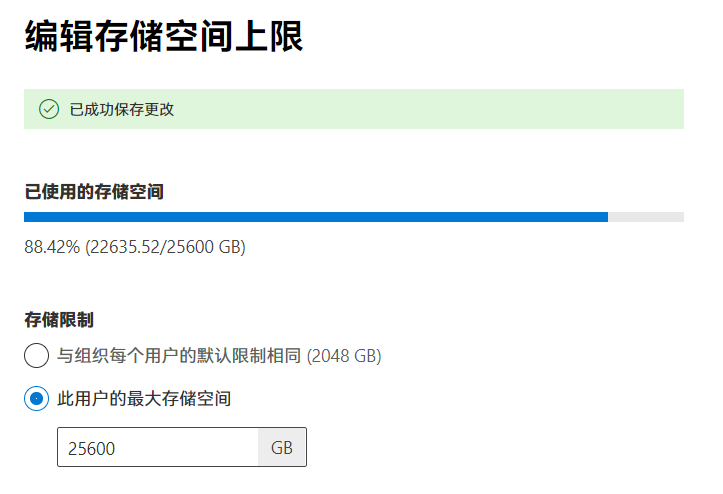 编辑存储空间上限
已成功保存更改
已使用的存储空间
88.42% (22635.52/25600 GB)
存储限制
与组织每个用户的默认限制相同 (2048 GB)
此用户的最大存储空间
25600 GB